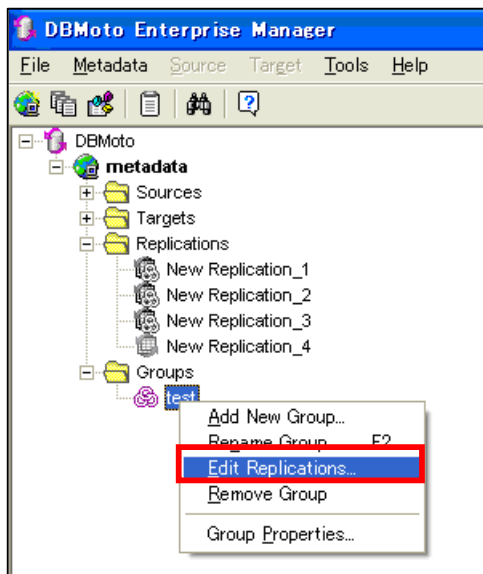 DBMoto Enterprise Manager
File Metadata Source Target Tools Help
DBMoto
metadata
Sources
Targets
Replications
New Replication_1
New Replication_2
New Replication_3
New Replication_4
Groups
test
Add New Group...
Rename Group F2
Edit Replications...
Remove Group
Group Properties...